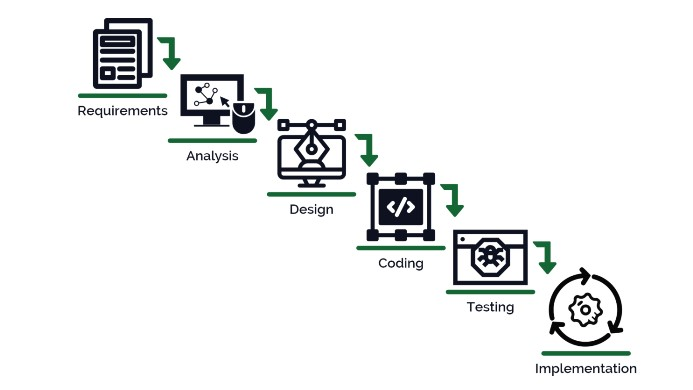 Requirements
Analysis
Design
</>
Coding
Testing
Implementation